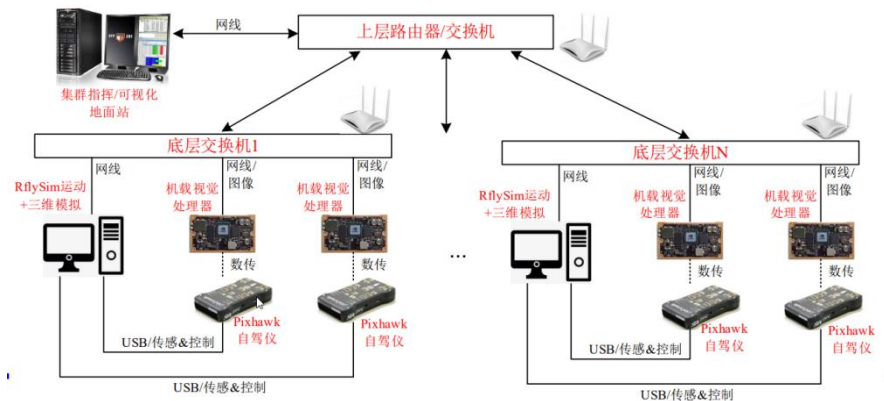 网线
上层路由器/交换机
集群指挥/可视化
地面站
底层交换机1
网线
网线/
图像
网线/
图像
RflySim运动
+三维模拟
机载视觉
处理器
机载视觉
处理器
数传
数传
Pixhawk
自驾仪
Pixhawk
自驾仪
USB/传感&控制
USB/传感&控制
...
底层交换机N
网线
网线/
图像
网线/
图像
RflySim运动
+三维模拟
机载视觉
处理器
机载视觉
处理器
数传
数传
Pixhawk
自驾仪
Pixhawk
自驾仪
USB/传感&控制
USB/传感&控制